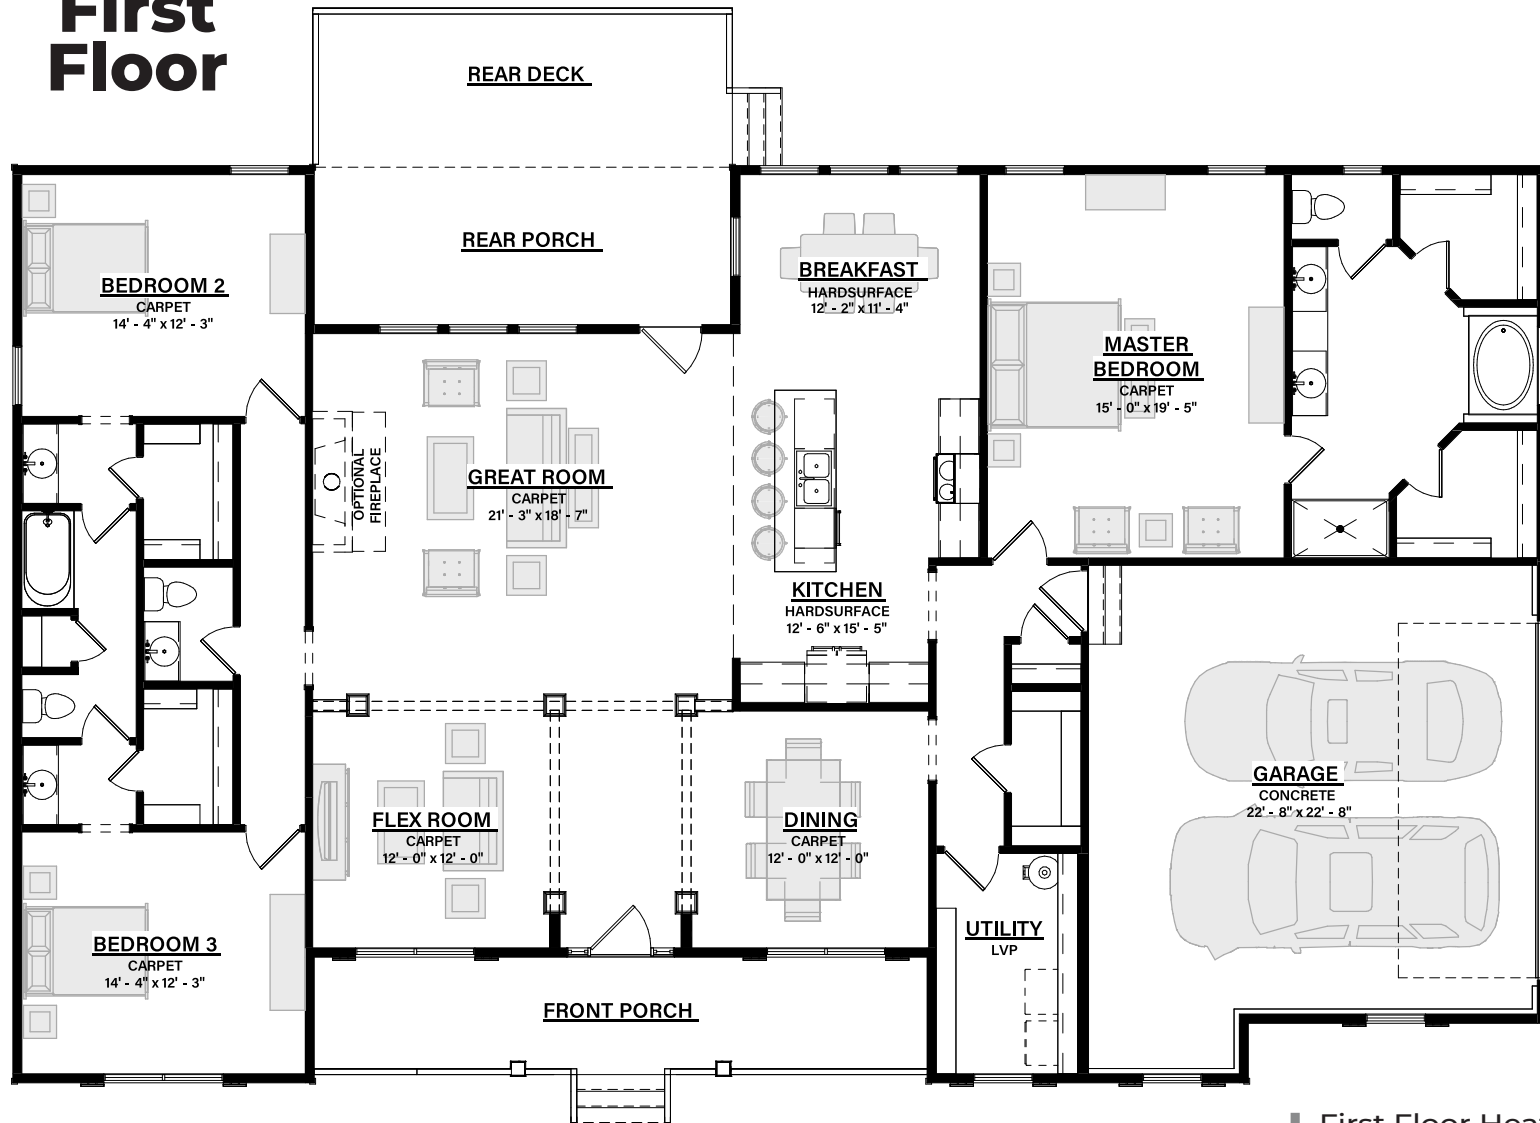 First
Floor
REAR DECK
REAR PORCH
BEDROOM 2
CARPET
14' - 4" x 12' - 3"
BREAKFAST
HARDSURFACE
12' - 2" x 11' - 4"
MASTER
BEDROOM
CARPET
15' - 0" x 19' - 5"
OPTIONAL
FIREPLACE
GREAT ROOM
CARPET
21' - 3" x 18' - 7"
KITCHEN
HARDSURFACE
12' - 6" x 15' - 5"
GARAGE
CONCRETE
22' - 8" x 22' - 8"
FLEX ROOM
CARPET
12' - 0" x 12' - 0"
DINING
CARPET
12' - 0" x 12' - 0"
BEDROOM 3
CARPET
14' - 4" x 12' - 3"
UTILITY
LVP
FRONT PORCH
First Floor